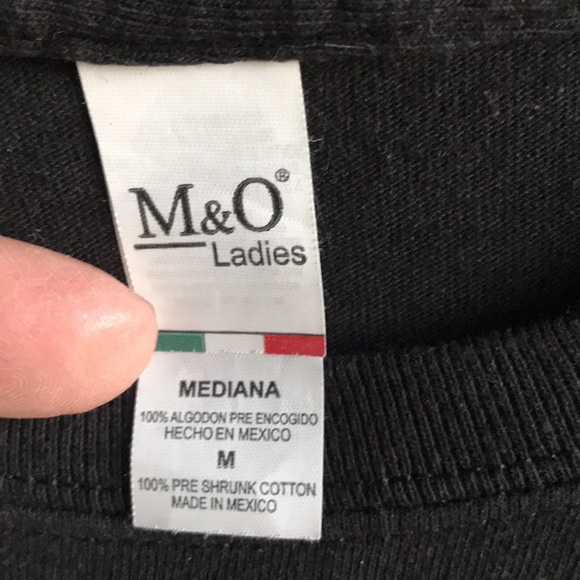 M&O®
Ladies
MEDIANA
100% ALGODON PRE ENCOGIDO
HECHO EN MEXICO
M
100% PRE SHRUNK COTTON
MADE IN MEXICO